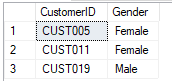 CustomerID Gender
1 CUST005 Female
2 CUST011 Female
3 CUST019 Male